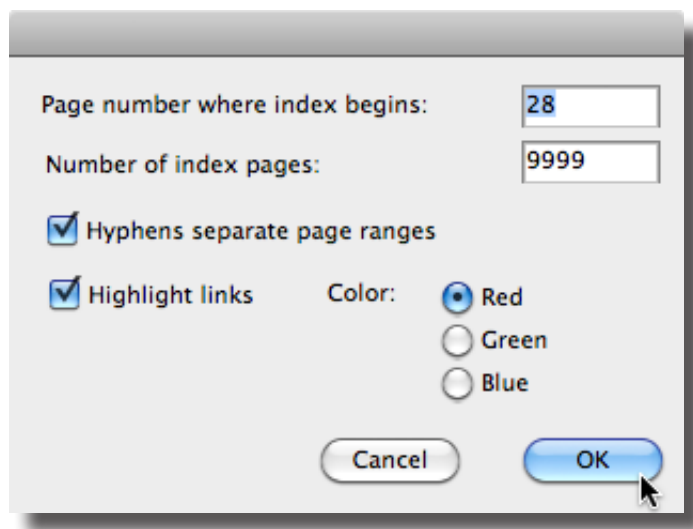 Page number where index begins: 28
Number of index pages: 9999
Hyphens separate page ranges
Highlight links Color: Red
Green
Blue
Cancel OK